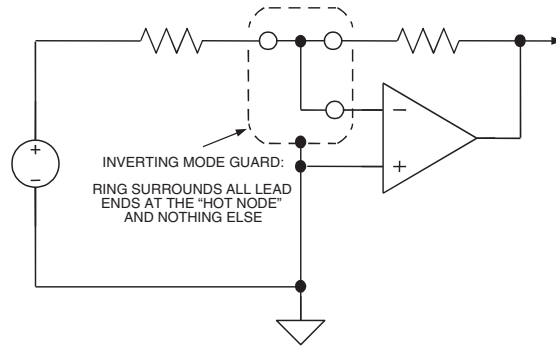 +
−
−
+
INVERTING MODE GUARD:
RING SURROUNDS ALL LEAD
ENDS AT THE “HOT NODE”
AND NOTHING ELSE